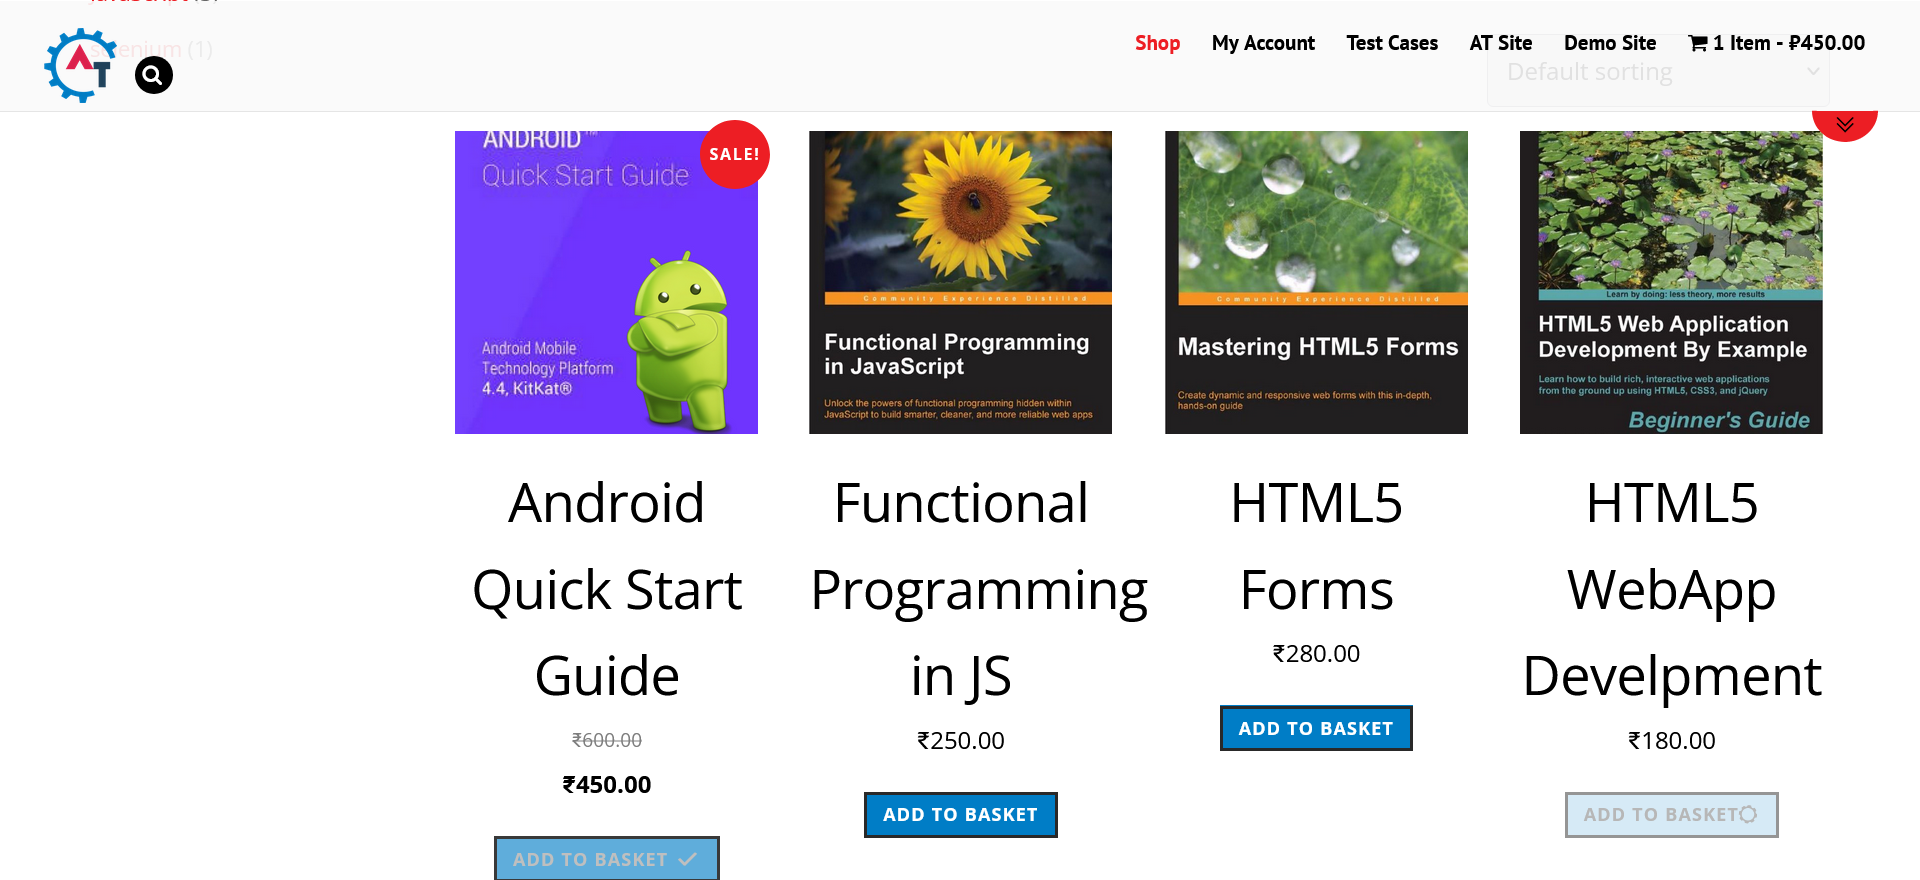 Shop My Account Test Cases AT Site Demo Site 1 Item - ₽450.00
selenium (1)
AT
Default sorting
ANDROID™
Quick Start Guide
SALE!
Android Mobile
Technology Platform
4.4, KitKat®
Community Experience Distilled
Functional Programming
in JavaScript
Unlock the powers of functional programming hidden within
JavaScript to build smarter, cleaner, and more reliable web apps
Community Experience Distilled
Mastering HTML5 Forms
Create dynamic and responsive web forms with this in-depth,
hands-on guide
Learn by doing: less theory, more results
HTML5 Web Application
Development By Example
Learn how to build rich, interactive web applications
from the ground up using HTML5, CSS3, and jQuery
Beginner's Guide
Android
Quick Start
Guide
₹600.00
₹450.00
ADD TO BASKET
Functional
Programming
in JS
₹250.00
ADD TO BASKET
HTML5
Forms
₹280.00
ADD TO BASKET
HTML5
WebApp
Develpment
₹180.00
ADD TO BASKET